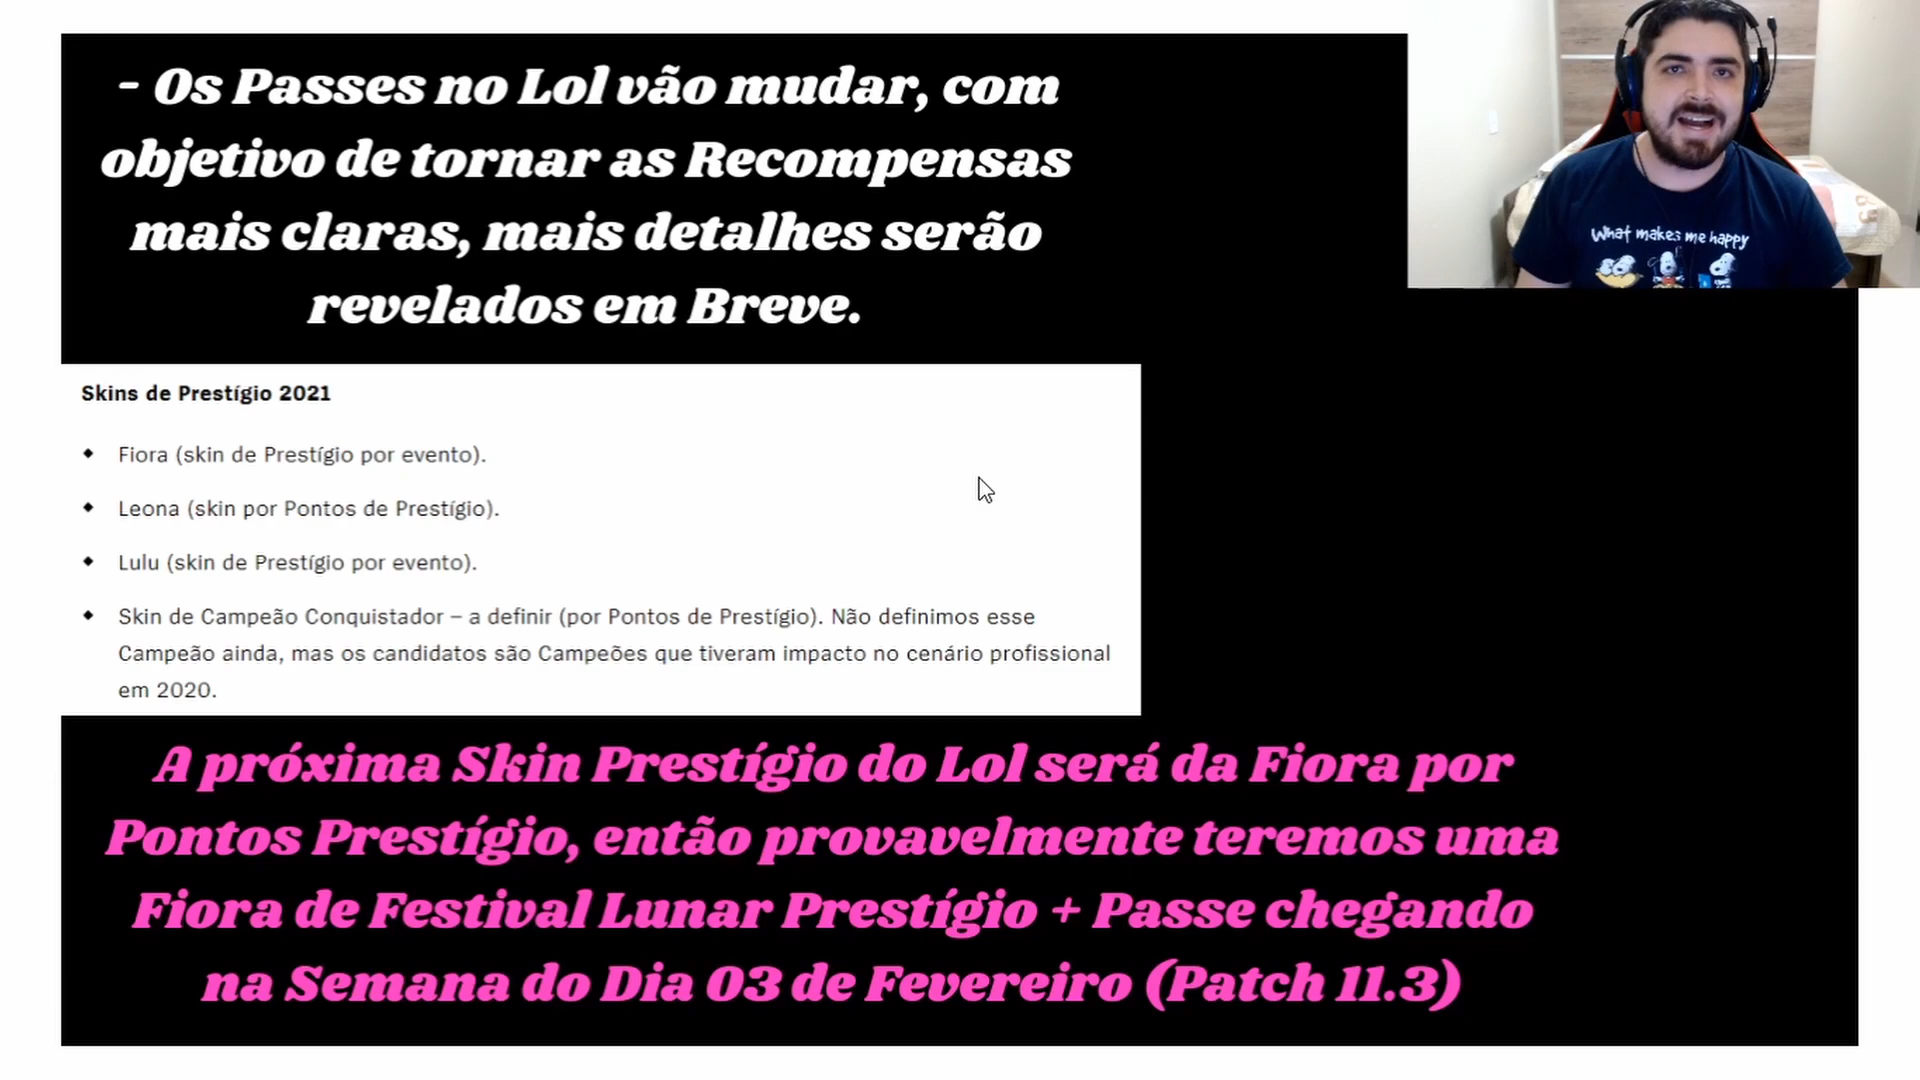 - Os Passes no Lol vão mudar, com
objetivo de tornar as Recompensas
mais claras, mais detalhes serão
revelados em Breve.
What makes me happy
Skins de Prestígio 2021
Fiora (skin de Prestígio por evento).
Leona (skin por Pontos de Prestígio).
Lulu (skin de Prestígio por evento).
Skin de Campeão Conquistador – a definir (por Pontos de Prestígio). Não definimos esse
Campeão ainda, mas os candidatos são Campeões que tiveram impacto no cenário profissional
em 2020.
A próxima Skin Prestígio do Lol será da Fiora por
Pontos Prestígio, então provavelmente teremos uma
Fiora de Festival Lunar Prestígio + Passe chegando
na Semana do Dia 03 de Fevereiro (Patch 11.3)